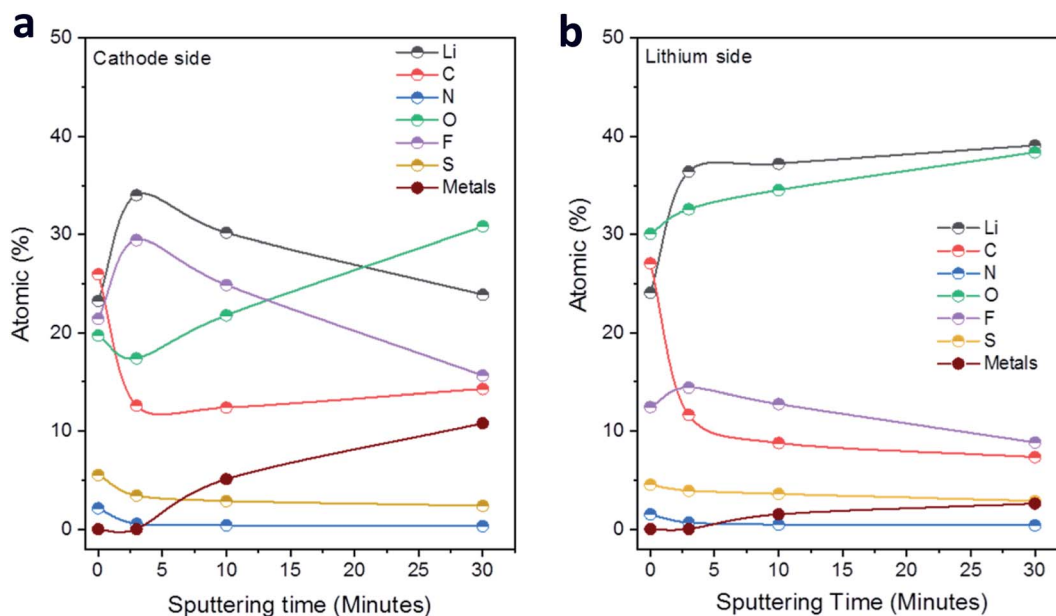 a
Cathode side
Li
C
N
O
F
S
Metals
50
40
30
20
10
0
Atomic (%)
0 5 10 15 20 25 30
Sputtering time (Minutes)
b
Lithium side
Li
C
N
O
F
S
Metals
50
40
30
20
10
0
Atomic (%)
0 5 10 15 20 25 30
Sputtering Time (Minutes)